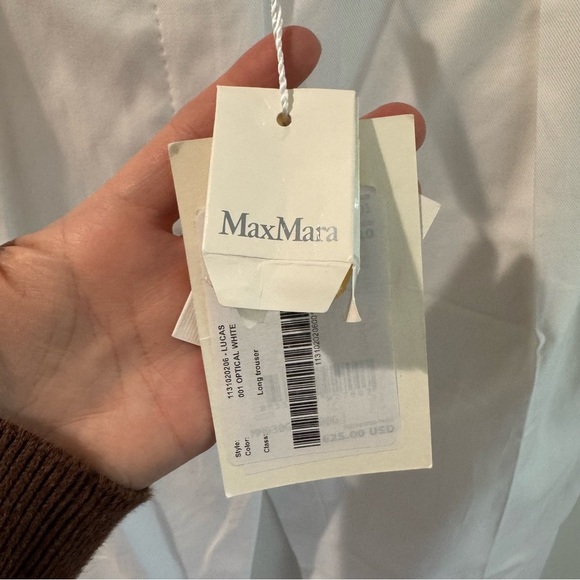 MaxMara
Style: 1131020206 - LUCAS
Color: 001 OPTICAL WHITE
Class: Long trouser
625.00 USD